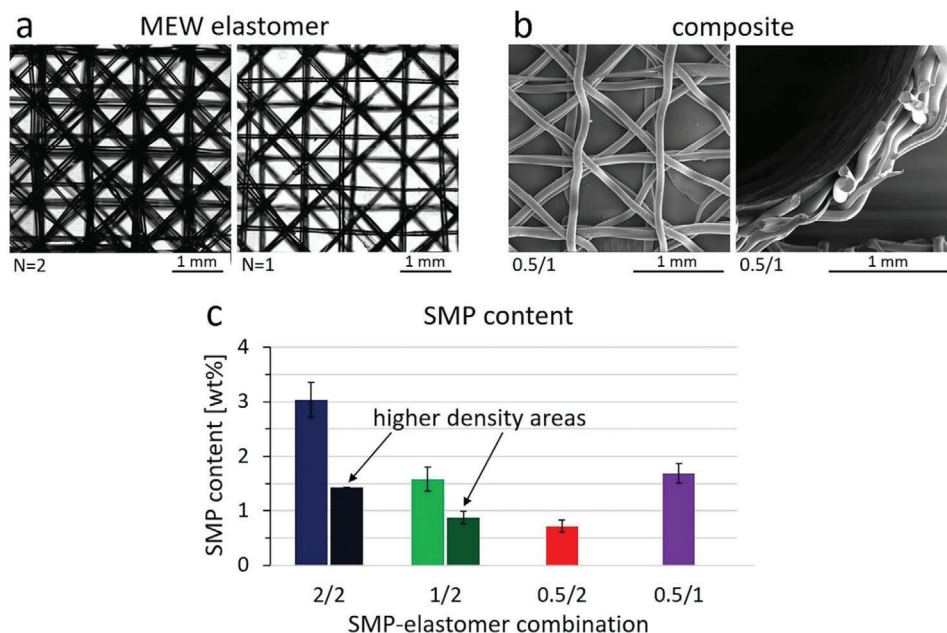 a
MEW elastomer
N=2
1 mm
N=1
1 mm
b
composite
0.5/1
1 mm
0.5/1
1 mm
c
SMP content
SMP content [wt%]
4
3
2
1
0
higher density areas
2/2
1/2
0.5/2
0.5/1
SMP-elastomer combination